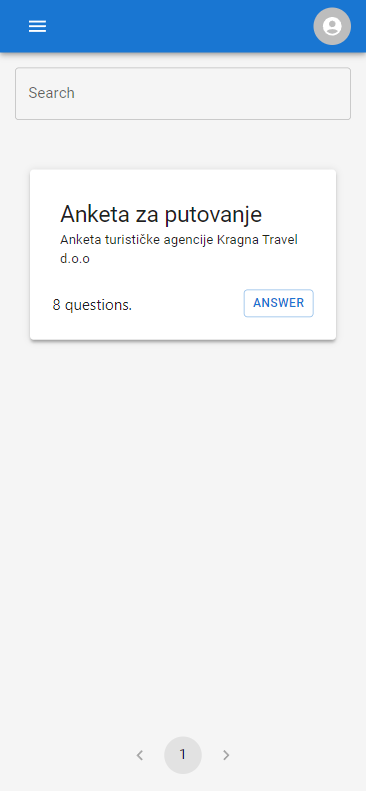 Search
Anketa za putovanje
Anketa turističke agencije Kragna Travel
d.o.o
8 questions.
ANSWER
1